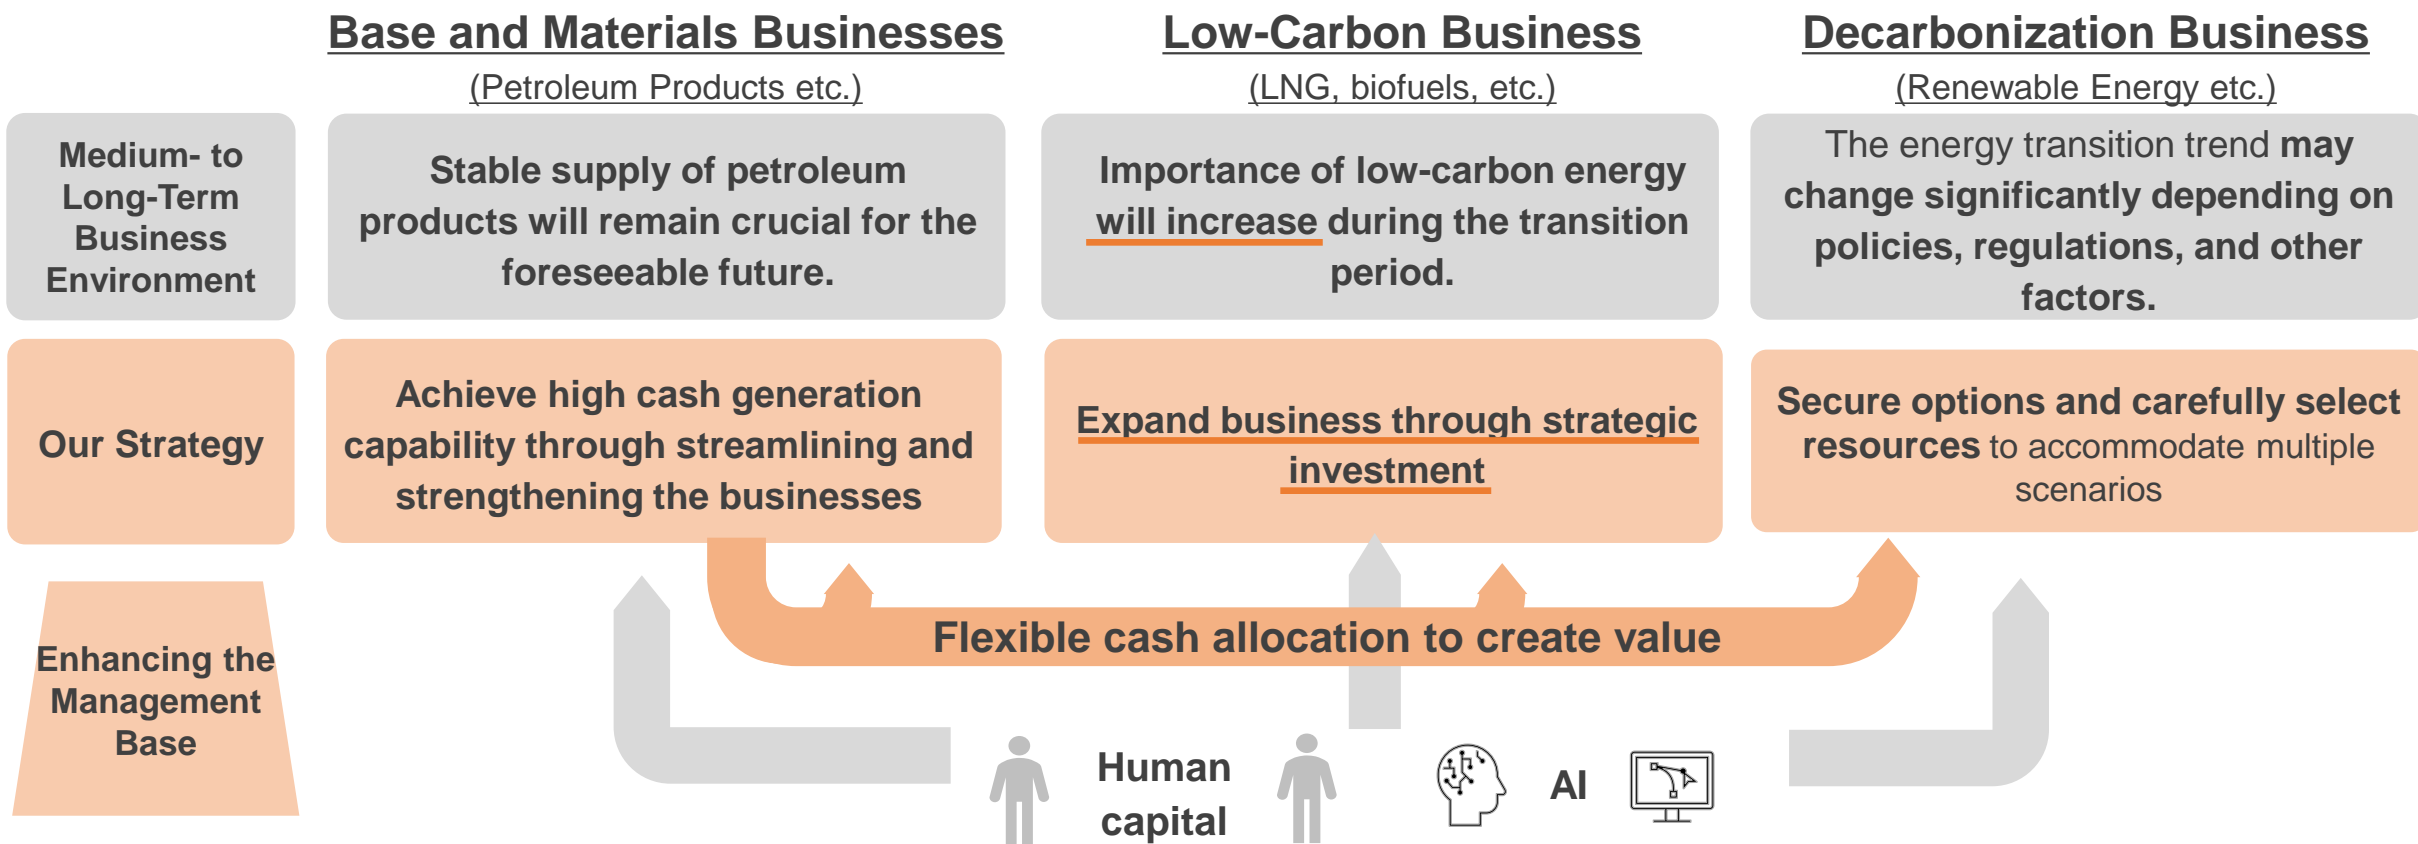 Base and Materials Businesses
(Petroleum Products etc.)
Low-Carbon Business
(LNG, biofuels, etc.)
Decarbonization Business
(Renewable Energy etc.)
Medium- to
Long-Term
Business
Environment
Stable supply of petroleum
products will remain crucial for the
foreseeable future.
Importance of low-carbon energy
will increase during the transition
period.
The energy transition trend may
change significantly depending on
policies, regulations, and other
factors.
Our Strategy
Achieve high cash generation
capability through streamlining and
strengthening the businesses
Expand business through strategic
investment
Secure options and carefully select
resources to accommodate multiple
scenarios
Flexible cash allocation to create value
Enhancing the
Management
Base
Human
capital
AI